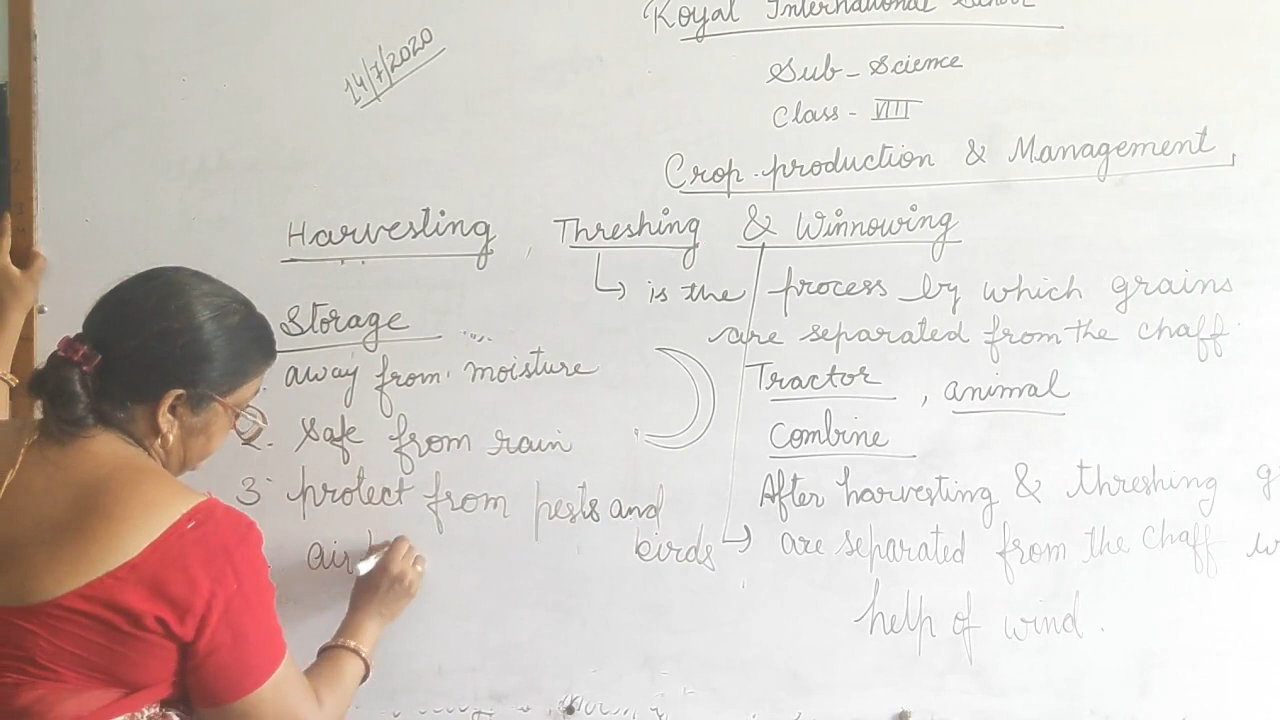 Royal International School
14/7/2020
Sub - Science
Class - VIII
Crop production & Management
Harvesting, Threshing & Winnowing
is the process by which grains
are separated from the chaff.
Storage
away from moisture
2. Safe from rain
3. protect from pests and
birds
air
Tractor, animal
Combine
After harvesting & threshing g
are separated from the chaff w
help of wind.